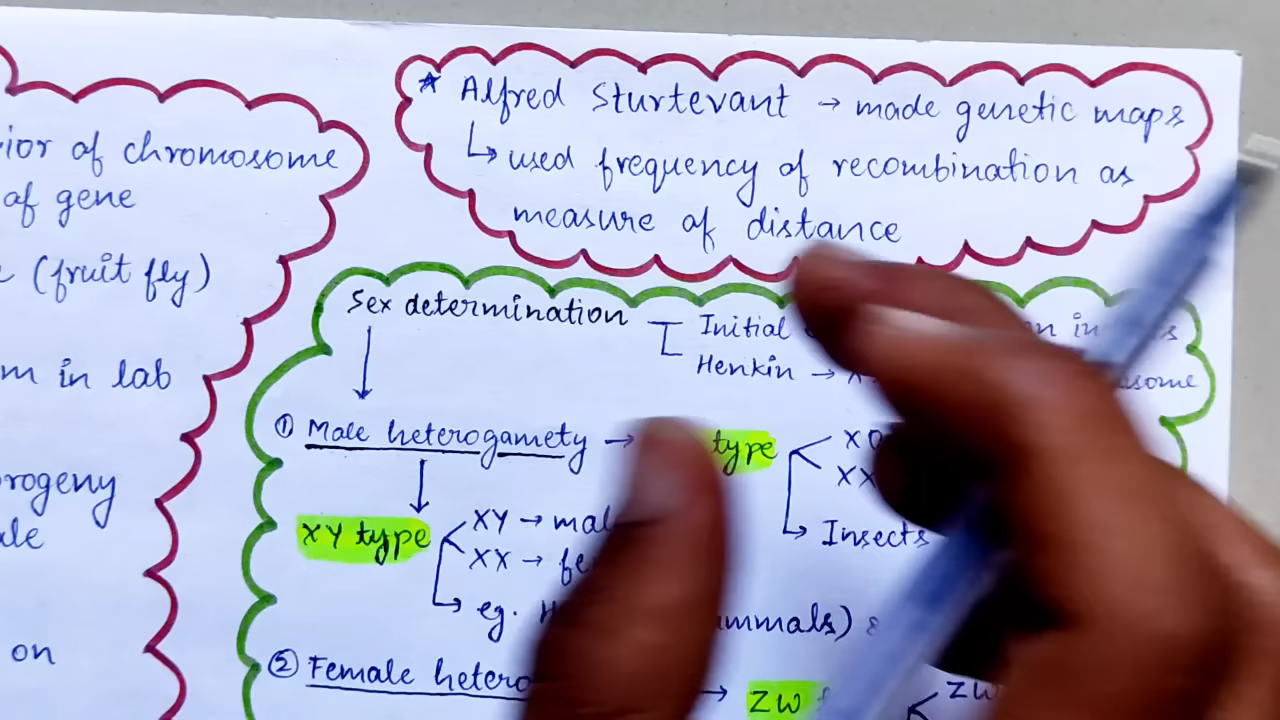 ior of chromosome
of gene
(fruit fly)
m in lab
rogeny
on
* Alfred Sturtevant → made genetic maps
↳ used frequency of recombination as
measure of distance
Sex determination
Initial
Henkin →
① Male heterogamety → type
XO
XX
↳ Insects
XY type
XY → mal
XX → fe
↳ eg. ammals)
② Female hetero → ZW
ZW